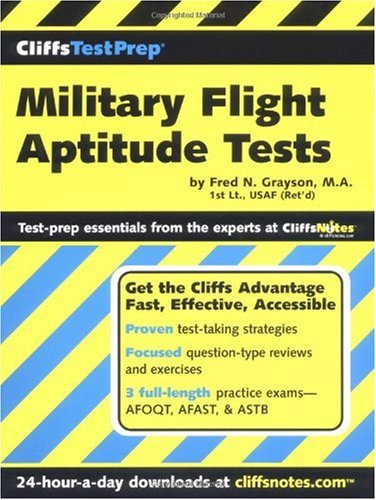 Copyrighted Material
CliffsTestPrep®
Military Flight
Aptitude Tests
by Fred N. Grayson, M.A.
1st Lt., USAF (Ret'd)
Test-prep essentials from the experts at CliffsNotes
Get the Cliffs Advantage
Fast, Effective, Accessible
Proven test-taking strategies
Focused question-type reviews
and exercises
3 full-length practice exams—
AFOQT, AFAST, & ASTB
24-hour-a-day downloads at cliffsnotes.com™